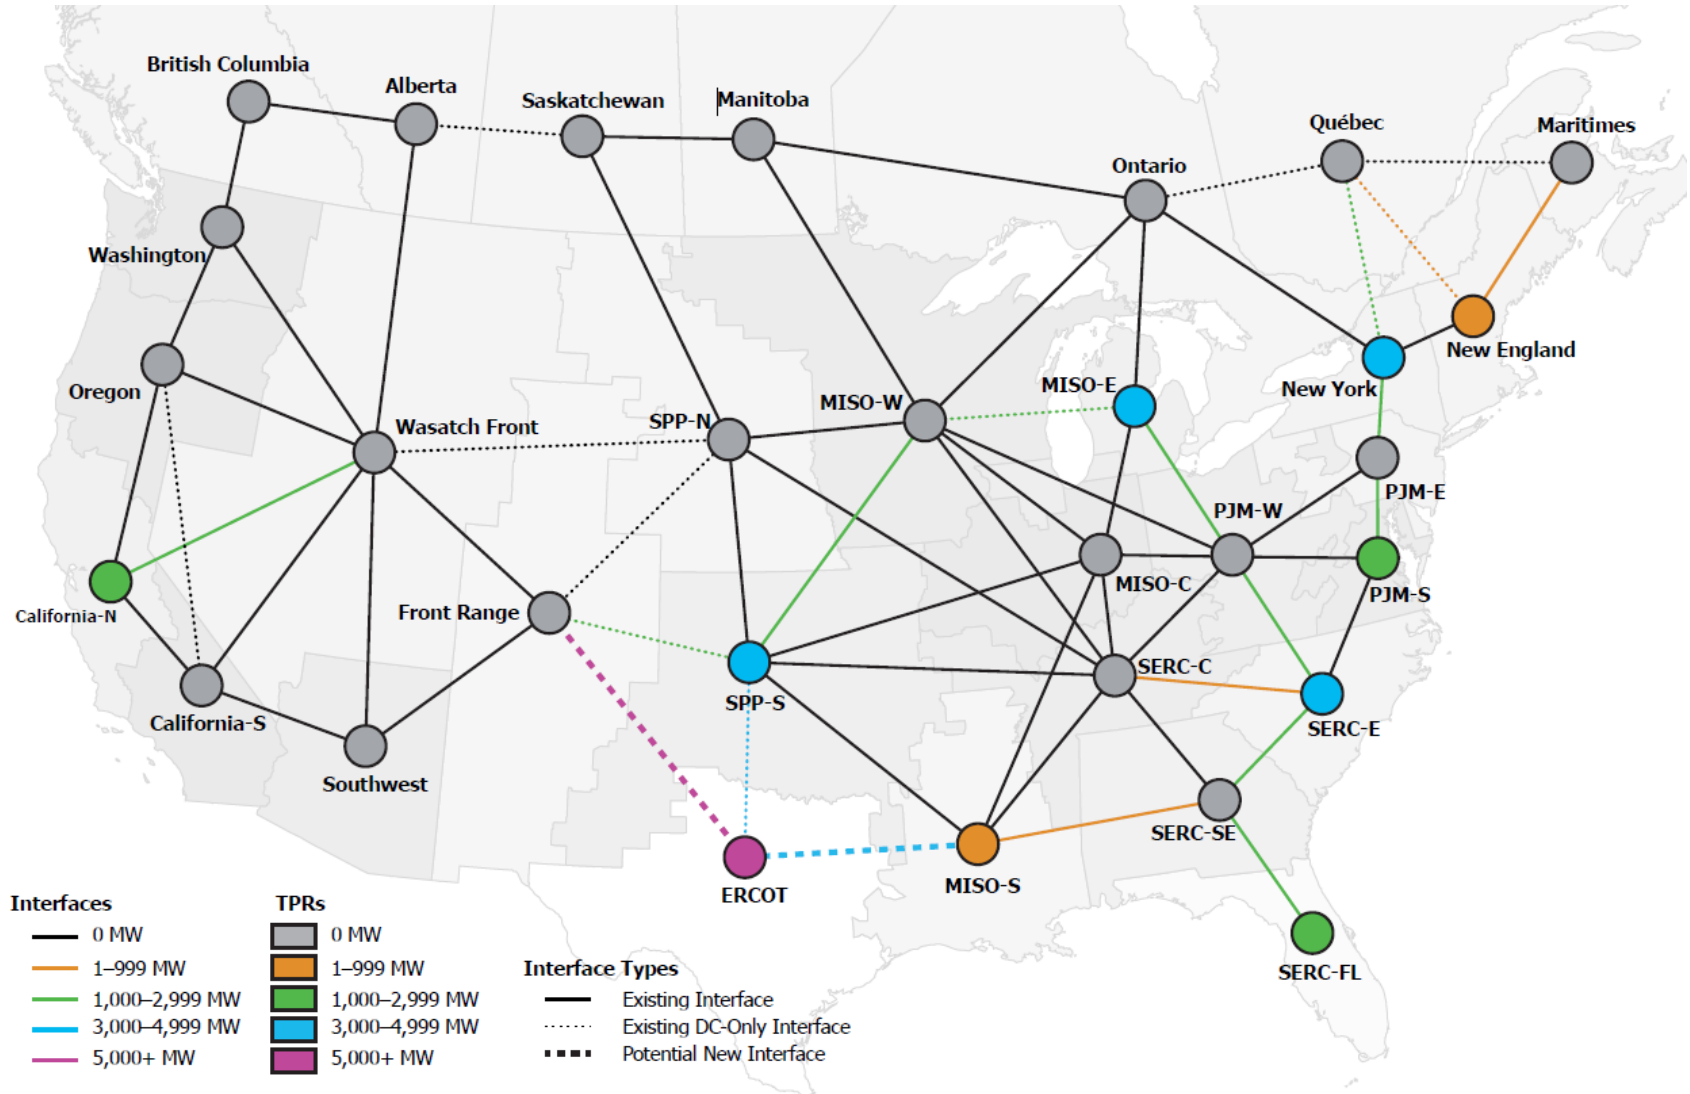 British Columbia
Alberta
Saskatchewan
Manitoba
Québec
Maritimes
Ontario
Washington
New England
New York
MISO-E
Oregon
MISO-W
SPP-N
Wasatch Front
PJM-E
PJM-W
MISO-C
PJM-S
Front Range
California-N
SERC-C
SPP-S
California-S
SERC-E
Southwest
SERC-SE
ERCOT
MISO-S
SERC-FL
Interfaces
0 MW
1–999 MW
1,000–2,999 MW
3,000–4,999 MW
5,000+ MW
TPRs
0 MW
1–999 MW
1,000–2,999 MW
3,000–4,999 MW
5,000+ MW
Interface Types
Existing Interface
Existing DC-Only Interface
Potential New Interface